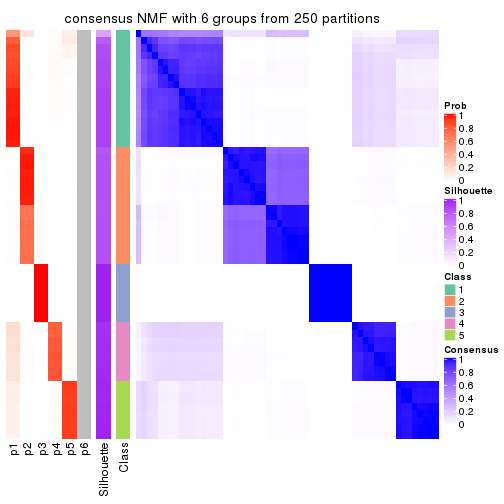 consensus NMF with 6 groups from 250 partitions
Prob
1
0.8
0.6
0.4
0.2
0
Silhouette
1
0.8
0.6
0.4
0.2
0
Class
1
2
3
4
5
Consensus
1
0.8
0.6
0.4
0.2
0
p1
p2
p3
p4
p5
p6
Silhouette
Class